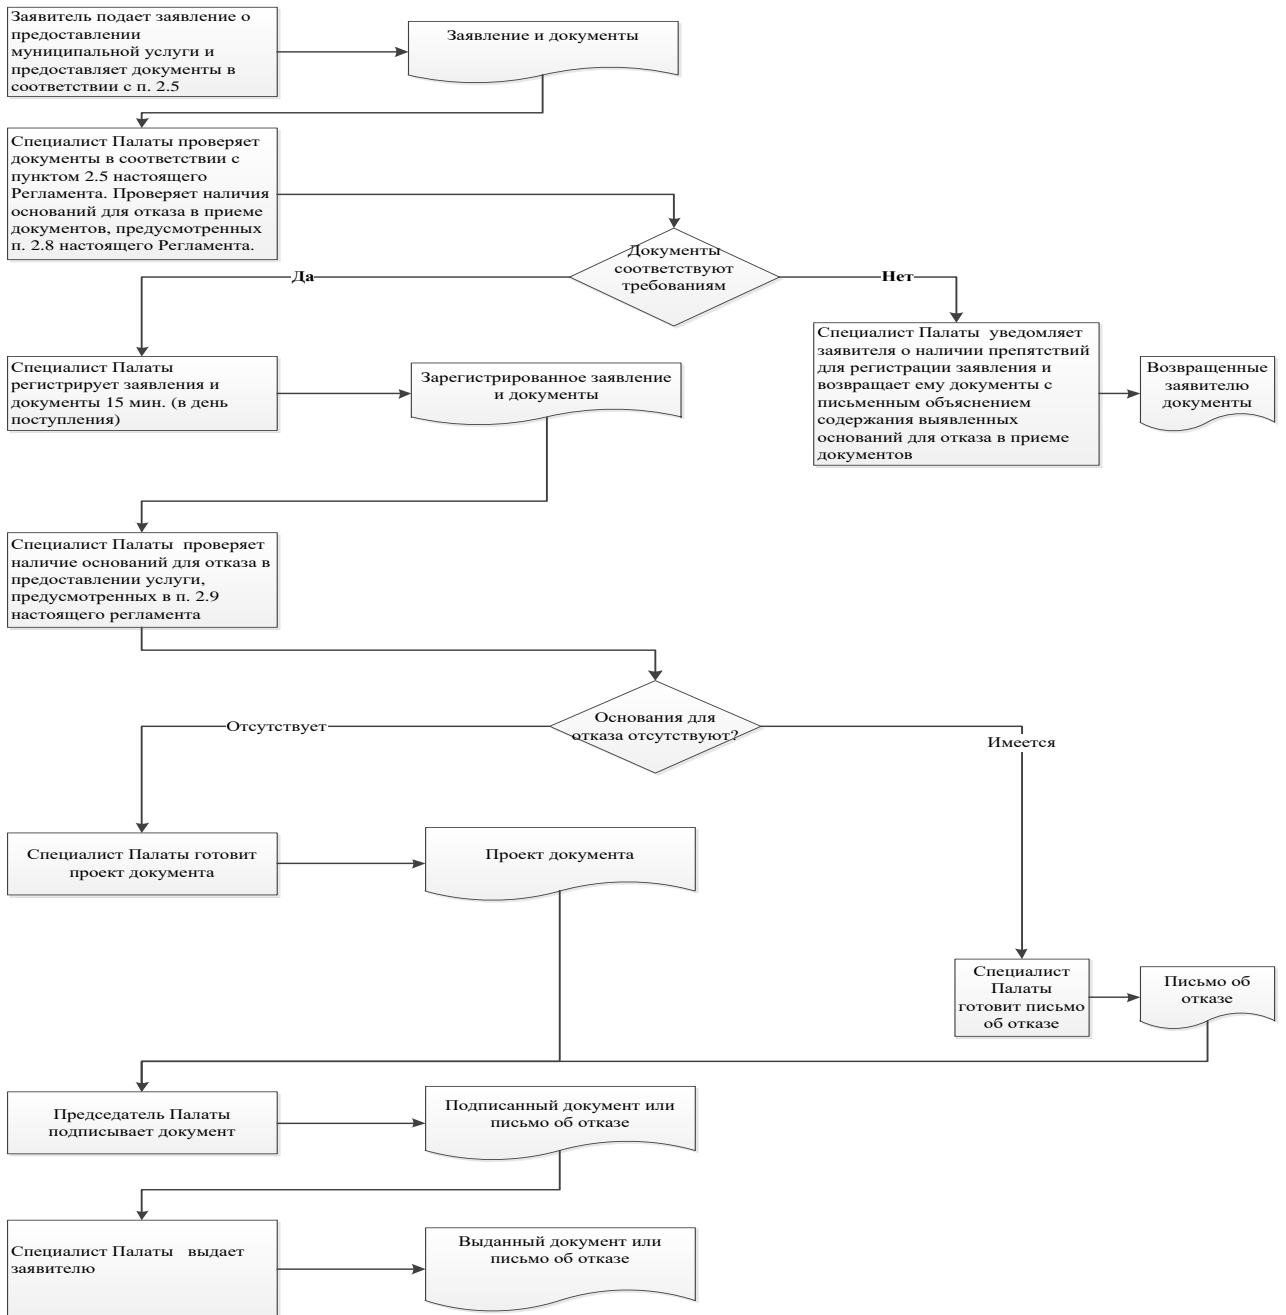 Заявитель подает заявление о
предоставлении
муниципальной услуги и
предоставляет документы в
соответствии с п. 2.5
Заявление и документы
Специалист Палаты проверяет
документы в соответствии с
пунктом 2.5 настоящего
Регламента. Проверяет наличия
оснований для отказа в приеме
документов, предусмотренных
п. 2.8 настоящего Регламента.
Документы
соответствуют
требованиям
Да
Нет
Специалист Палаты
регистрирует заявления и
документы 15 мин. (в день
поступления)
Зарегистрированное заявление
и документы
Специалист Палаты уведомляет
заявителя о наличии препятствий
для регистрации заявления и
возвращает ему документы с
письменным объяснением
содержания выявленных
оснований для отказа в приеме
документов
Возвращенные
заявителю
документы
Специалист Палаты проверяет
наличие оснований для отказа в
предоставлении услуги,
предусмотренных в п. 2.9
настоящего регламента
Основания для
отказа отсутствуют?
Отсутствует
Имеется
Специалист Палаты готовит
проект документа
Проект документа
Специалист
Палаты
готовит письмо
об отказе
Письмо об
отказе
Председатель Палаты
подписывает документ
Подписанный документ или
письмо об отказе
Специалист Палаты выдает
заявителю
Выданный документ или
письмо об отказе